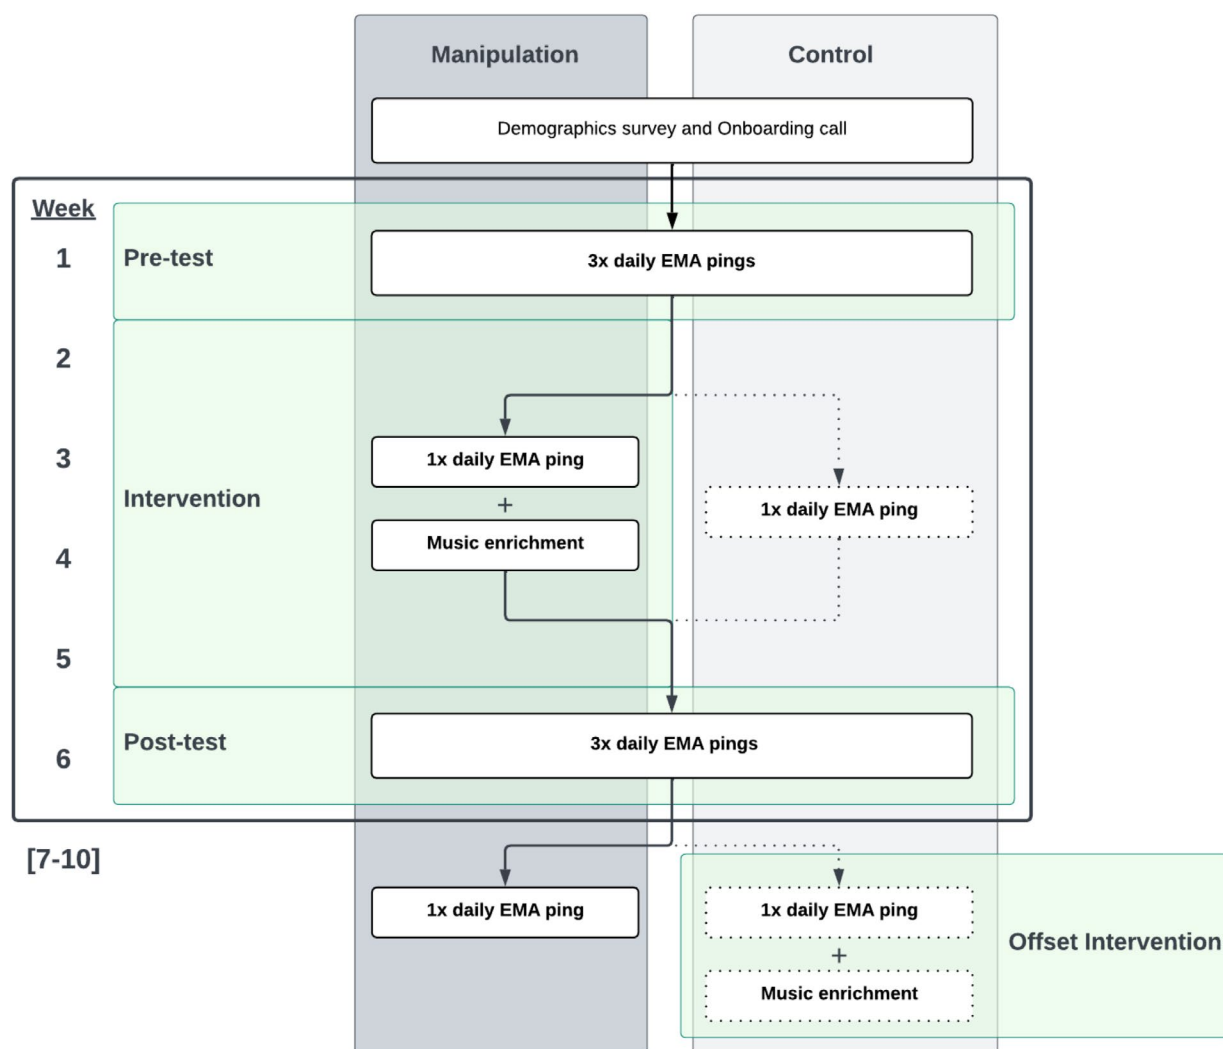 Manipulation
Control
Demographics survey and Onboarding call
Week
1
Pre-test
3x daily EMA pings
2
3
1x daily EMA ping
Intervention
+
1x daily EMA ping
Music enrichment
4
5
Post-test
3x daily EMA pings
6
[7-10]
1x daily EMA ping
1x daily EMA ping
Offset Intervention
+
Music enrichment